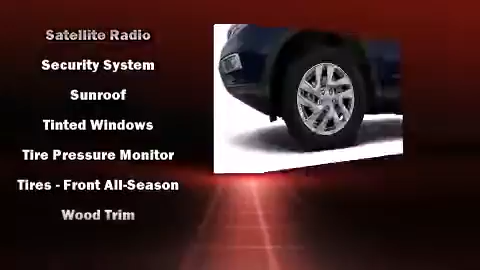 Satellite Radio
Security System
Sunroof
Tinted Windows
Tire Pressure Monitor
Tires - Front All-Season
Wood Trim